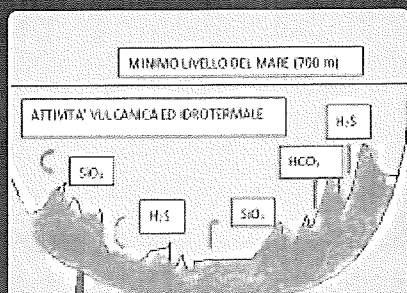 MINIMO LIVELLO DEL MARE (700 m)
ATTIVITA' VULCANICA ED IDROTERMALE
H₂S
HCO₃
SiO₂
H₂S
SiO₂